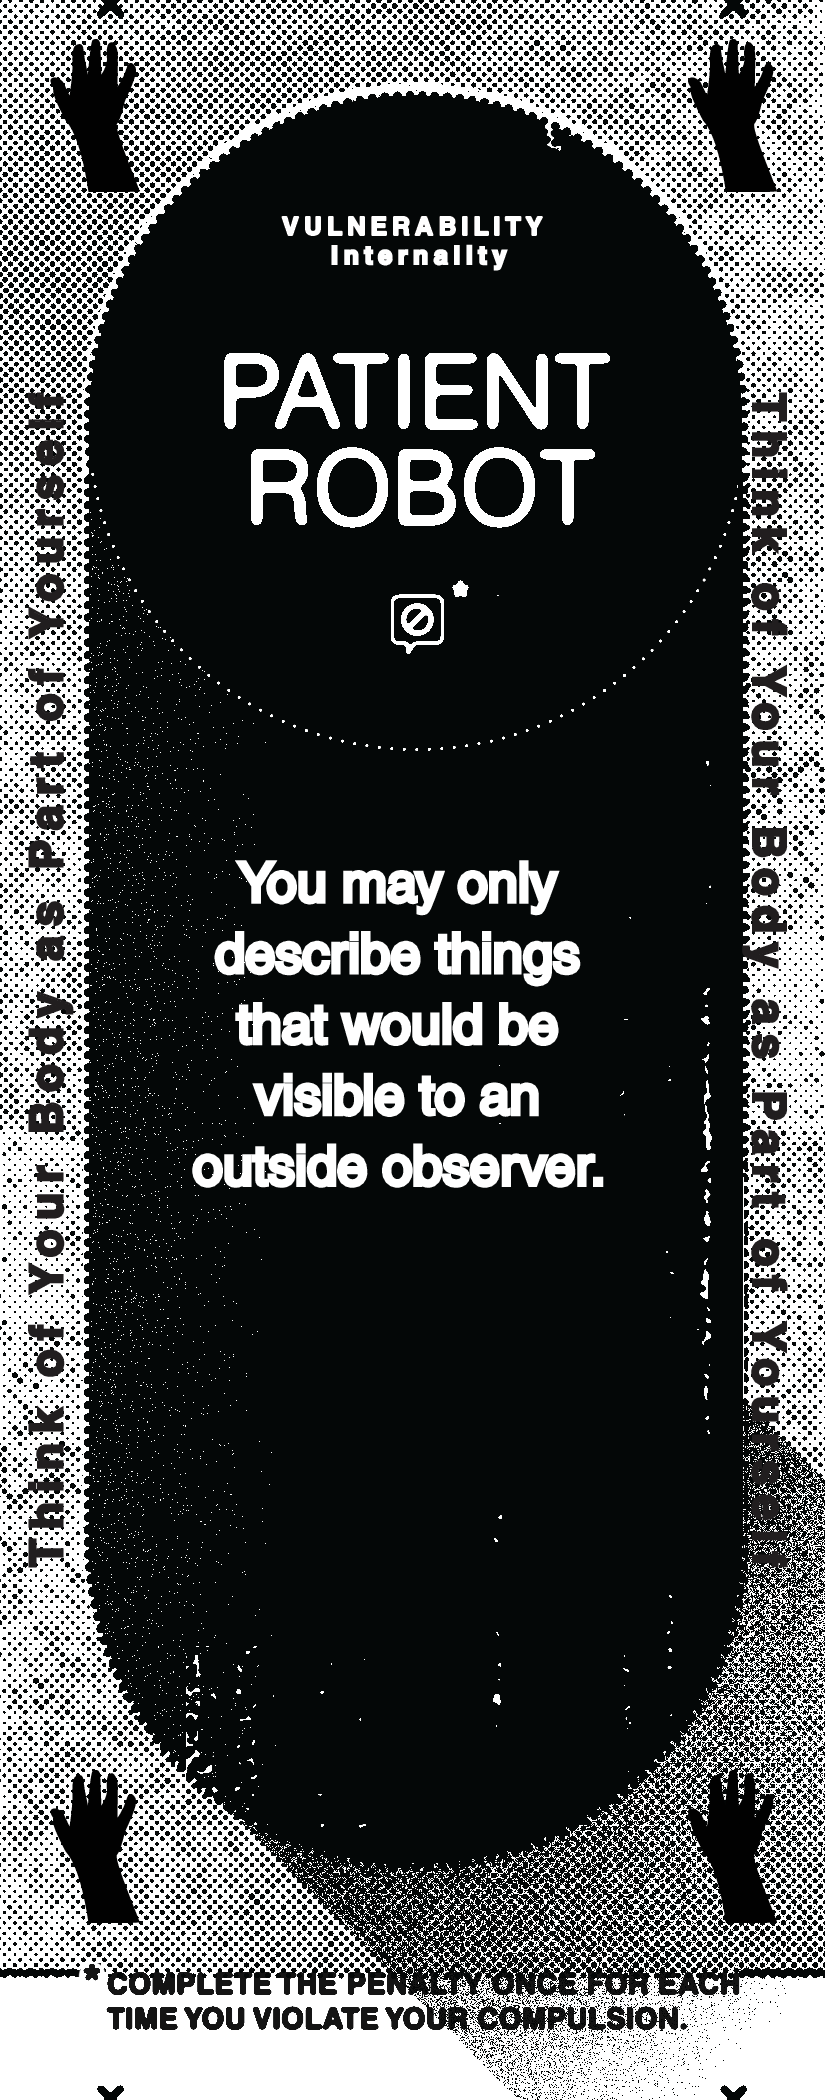 VULNERABILITY
Internality
PATIENT
ROBOT
You may only
describe things
that would be
visible to an
outside observer.
Think of Your Body as Part of Yourself
Think of Your Body as Part of Yourself
* COMPLETE THE PENALTY ONCE FOR EACH
TIME YOU VIOLATE YOUR COMPULSION.